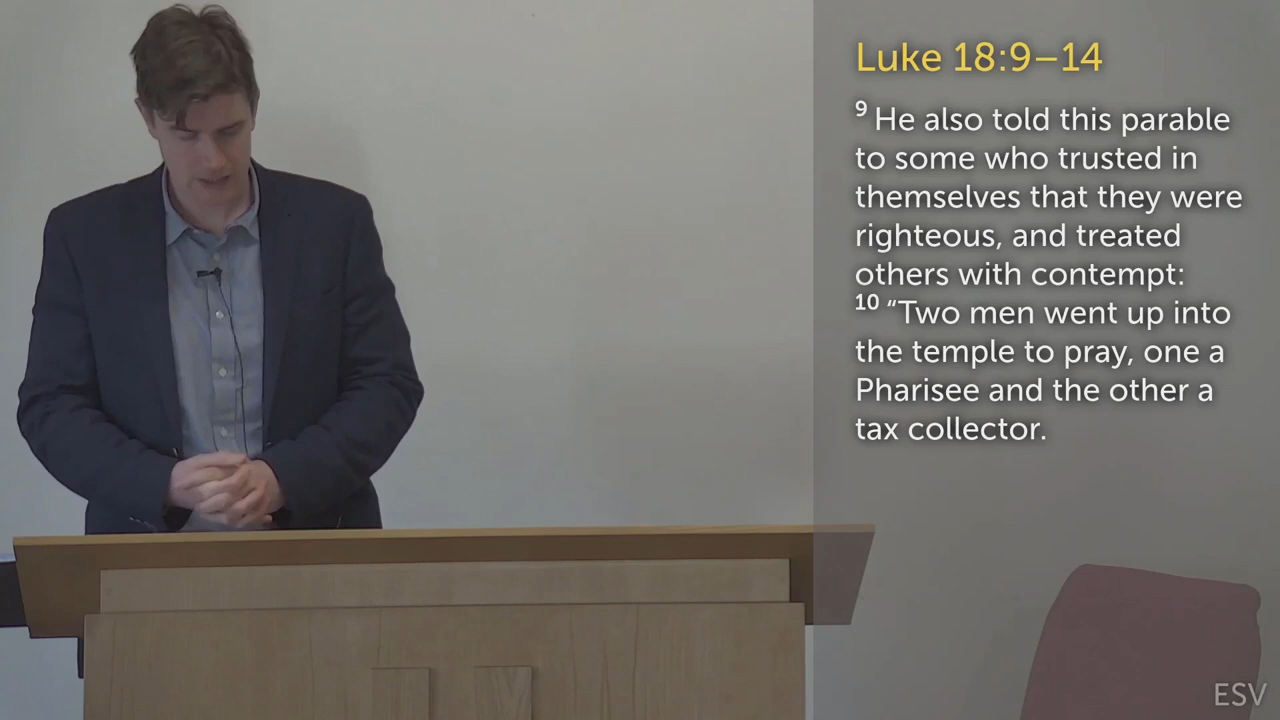 Luke 18:9–14
9 He also told this parable
to some who trusted in
themselves that they were
righteous, and treated
others with contempt:
10 “Two men went up into
the temple to pray, one a
Pharisee and the other a
tax collector.
ESV